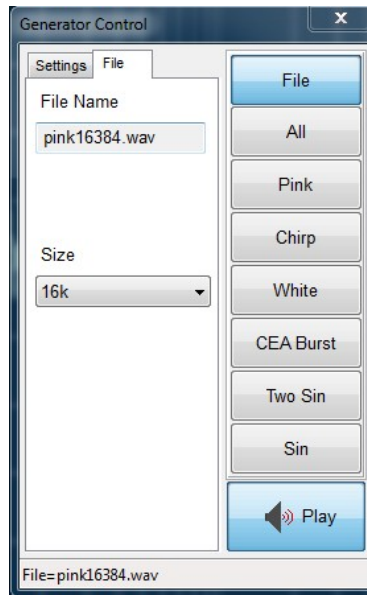 Generator Control
x
Settings File
File Name
pink16384.wav
Size
16k
File
All
Pink
Chirp
White
CEA Burst
Two Sin
Sin
Play
File=pink16384.wav